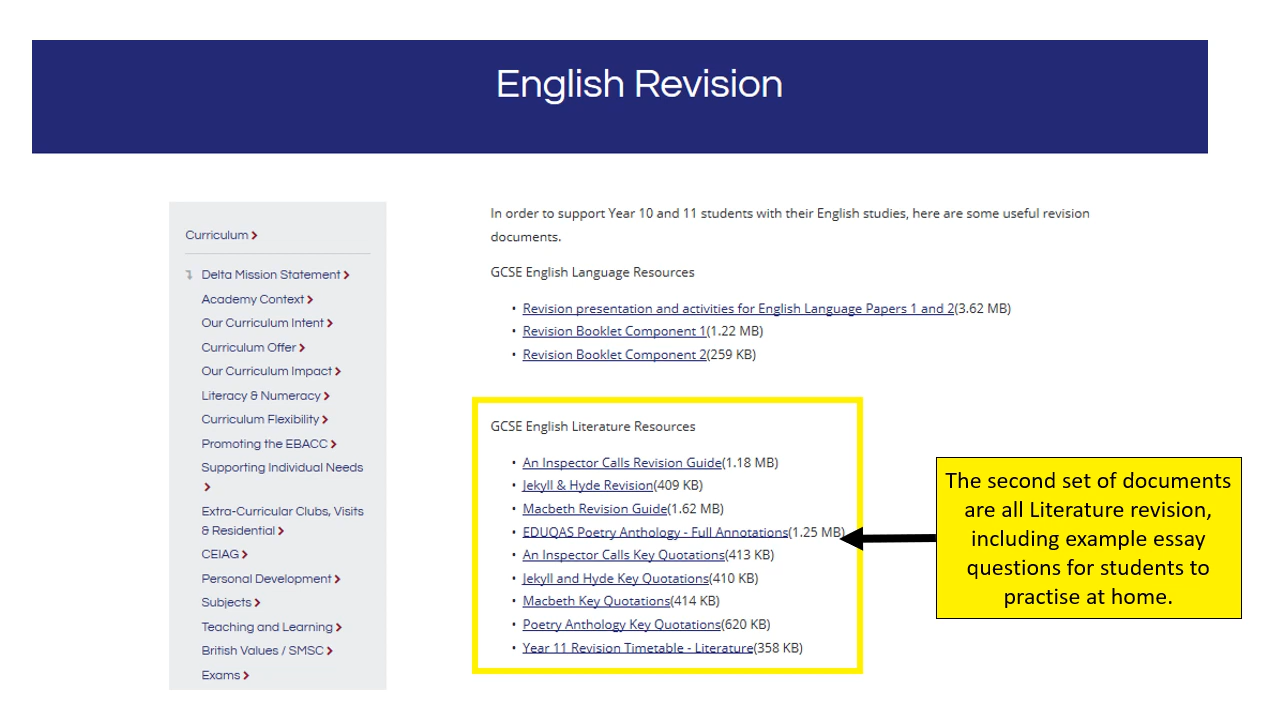 English Revision
Curriculum
Delta Mission Statement
Academy Context
Our Curriculum Intent
Curriculum Offer
Our Curriculum Impact
Literacy & Numeracy
Curriculum Flexibility
Promoting the EBACC
Supporting Individual Needs
Extra-Curricular Clubs, Visits
& Residential
CEIAG
Personal Development
Subjects
Teaching and Learning
British Values / SMSC
Exams
In order to support Year 10 and 11 students with their English studies, here are some useful revision
documents.
GCSE English Language Resources
• Revision presentation and activities for English Language Papers 1 and 2(3.62 MB)
• Revision Booklet Component 1(1.22 MB)
• Revision Booklet Component 2(259 KB)
GCSE English Literature Resources
• An Inspector Calls Revision Guide(1.18 MB)
• Jekyll & Hyde Revision(409 KB)
• Macbeth Revision Guide(1.62 MB)
• EDUQAS Poetry Anthology - Full Annotations(1.25 MB)
• An Inspector Calls Key Quotations(413 KB)
• Jekyll and Hyde Key Quotations(410 KB)
• Macbeth Key Quotations(414 KB)
• Poetry Anthology Key Quotations(620 KB)
• Year 11 Revision Timetable - Literature(358 KB)
The second set of documents
are all Literature revision,
including example essay
questions for students to
practise at home.